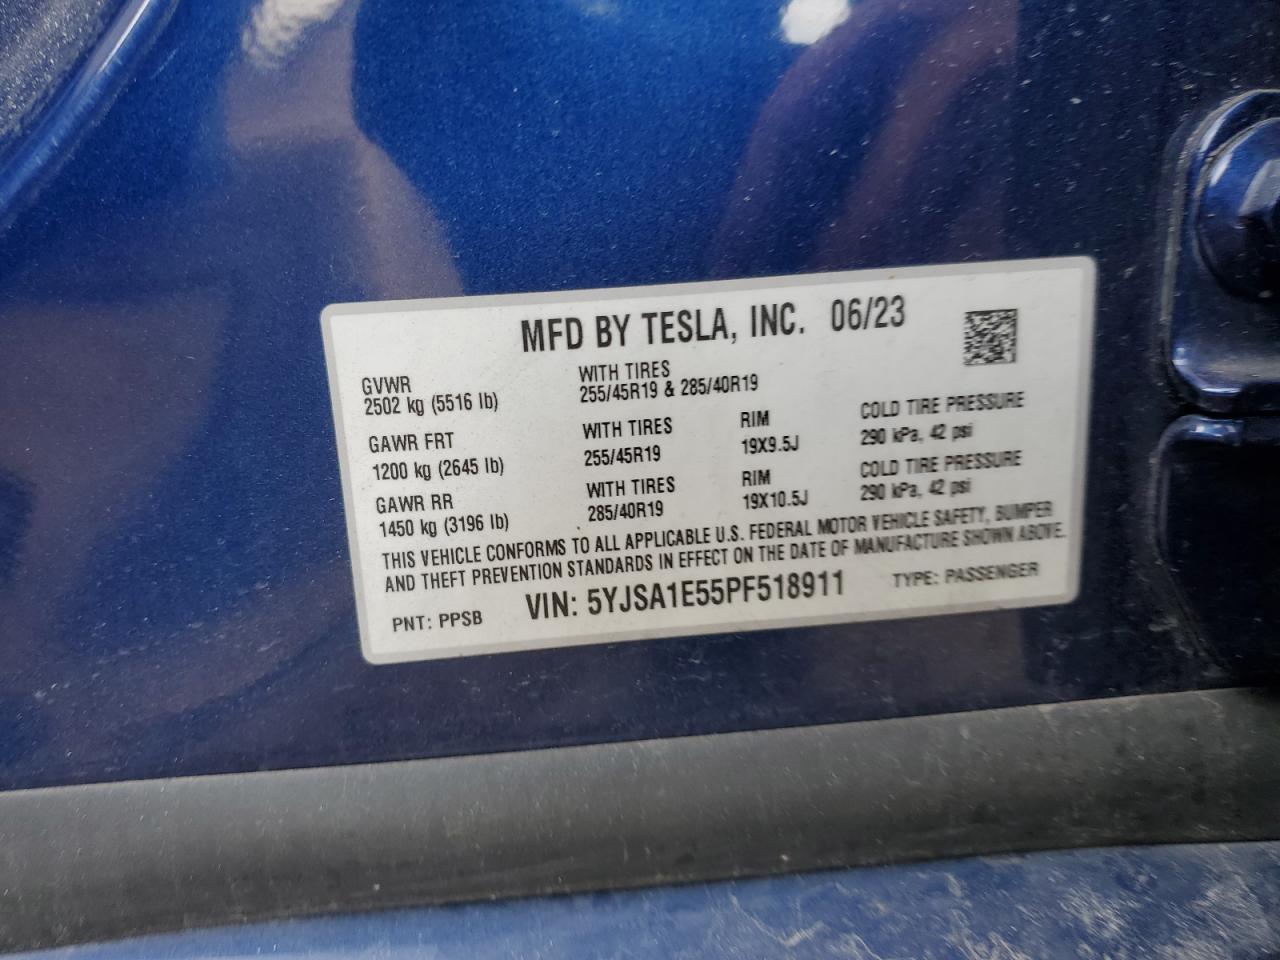 MFD BY TESLA, INC. 06/23
GVWR
2502 kg (5516 lb)
WITH TIRES
255/45R19 & 285/40R19
GAWR FRT
1200 kg (2645 lb)
WITH TIRES
255/45R19
RIM
19X9.5J
COLD TIRE PRESSURE
290 kPa, 42 psi
GAWR RR
1450 kg (3196 lb)
WITH TIRES
285/40R19
RIM
19X10.5J
COLD TIRE PRESSURE
290 kPa, 42 psi
THIS VEHICLE CONFORMS TO ALL APPLICABLE U.S. FEDERAL MOTOR VEHICLE SAFETY, BUMPER
AND THEFT PREVENTION STANDARDS IN EFFECT ON THE DATE OF MANUFACTURE SHOWN ABOVE.
PNT: PPSB VIN: 5YJSA1E55PF518911 TYPE: PASSENGER